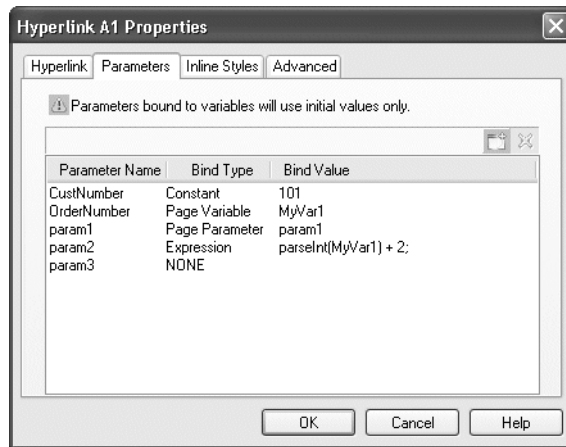 Hyperlink A1 Properties
Hyperlink Parameters Inline Styles Advanced
Parameters bound to variables will use initial values only.
Parameter Name Bind Type Bind Value
CustNumber Constant 101
OrderNumber Page Variable MyVar1
param1 Page Parameter param1
param2 Expression parseInt(MyVar1) + 2;
param3 NONE
OK Cancel Help